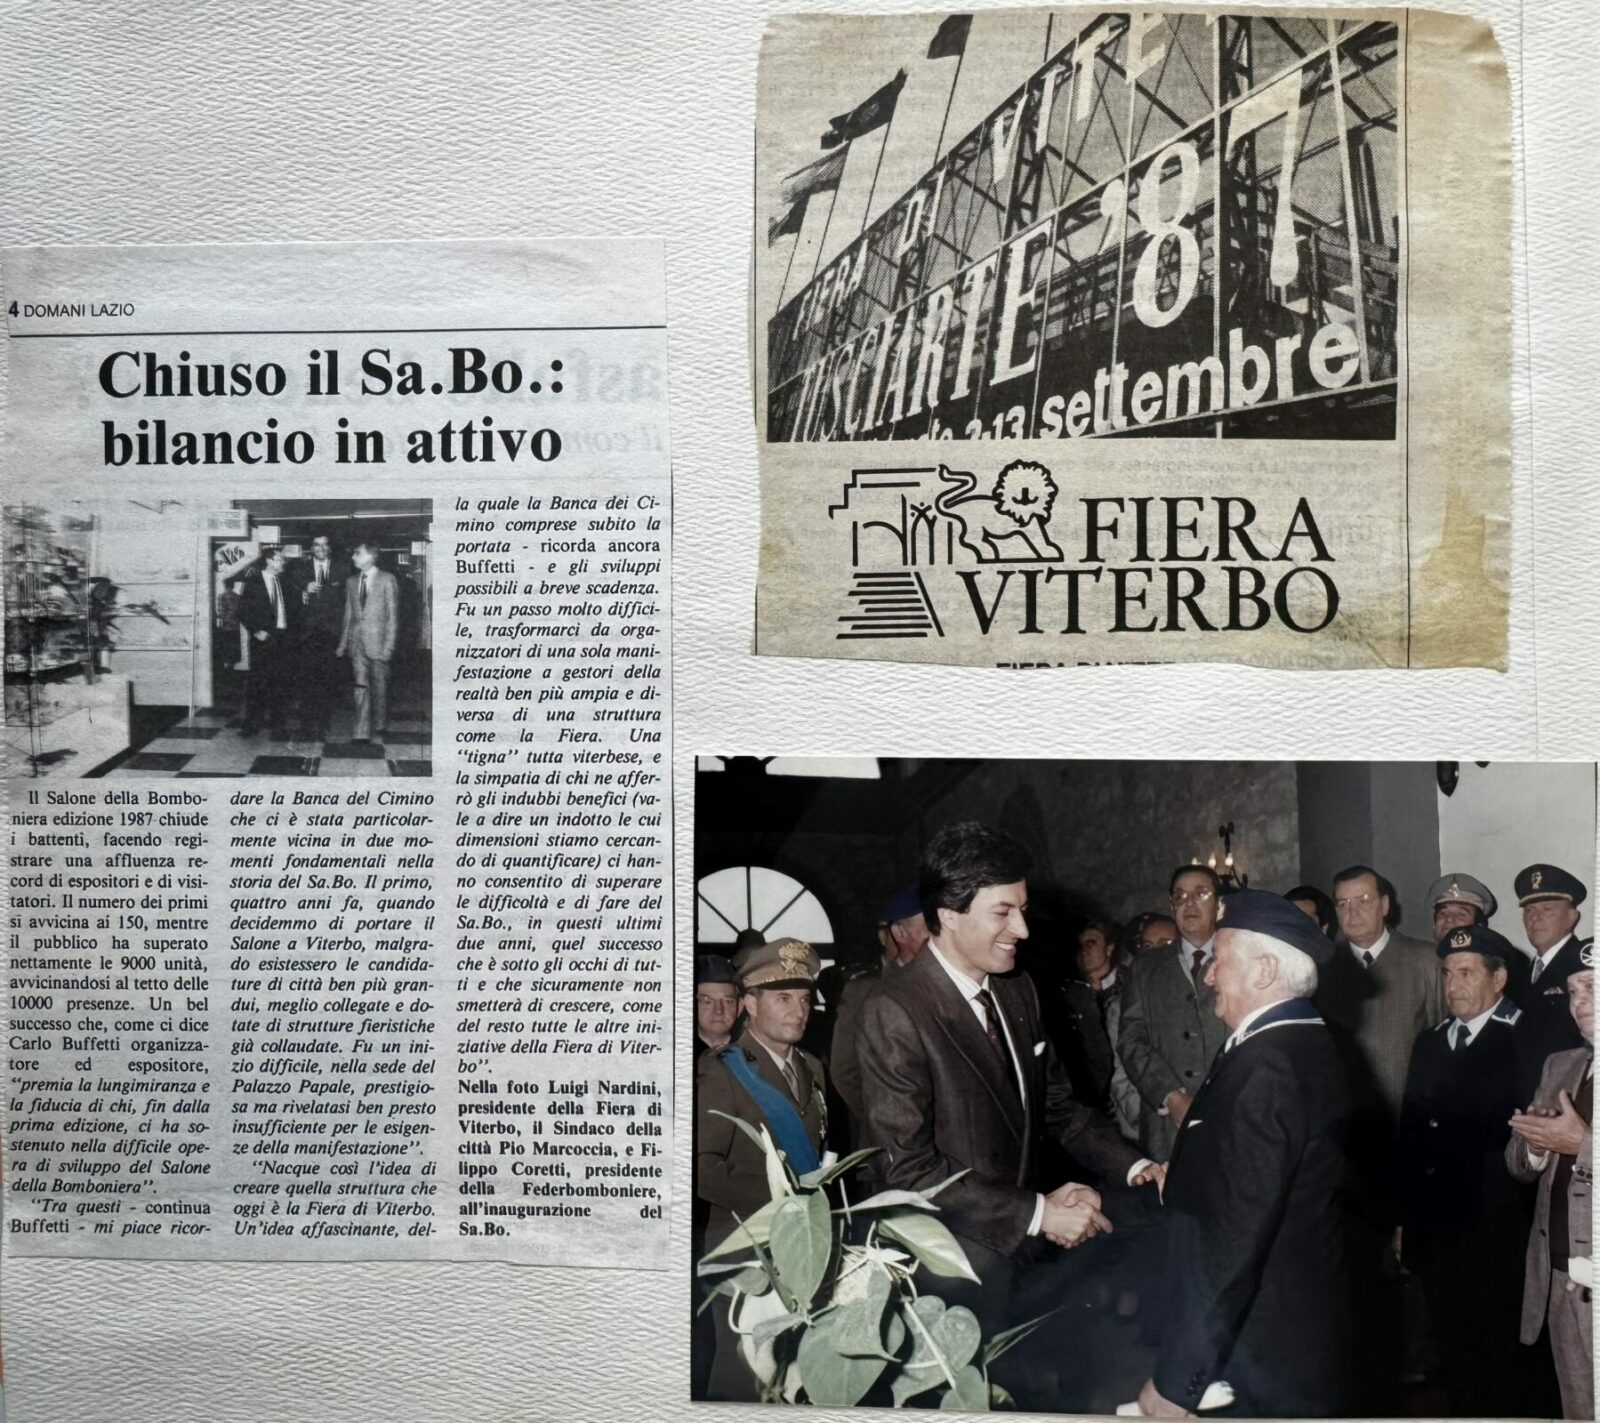 4 DOMANI LAZIO
Chiuso il Sa.Bo.:
bilancio in attivo
Il Salone della Bombo-
niera edizione 1987 chiude
i battenti, facendo regi-
strare una affluenza re-
cord di espositori e di visi-
tatori. Il numero dei primi
si avvicina ai 150, mentre
il pubblico ha superato
nettamente le 9000 unità,
avvicinandosi al tetto delle
10000 presenze. Un bel
successo che, come ci dice
Carlo Buffetti organizza-
tore ed espositore,
“premia la lungimiranza e
la fiducia di chi, fin dalla
prima edizione, ci ha so-
stenuto nella difficile ope-
ra di sviluppo del Salone
della Bomboniera”.
“Tra questi - continua
Buffetti - mi piace ricor-
dare la Banca del Cimino
che ci è stata particolar-
mente vicina in due mo-
menti fondamentali nella
storia del Sa.Bo. Il primo,
quattro anni fa, quando
decidemmo di portare il
Salone a Viterbo, malgra-
do esistessero le candida-
ture di città ben più gran-
dui, meglio collegate e do-
tate di strutture fieristiche
già collaudate. Fu un ini-
zio difficile, nella sede del
Palazzo Papale, prestigio-
sa ma rivelatasi ben presto
insufficiente per le esigen-
ze della manifestazione”.
“Nacque così l'idea di
creare quella struttura che
oggi è la Fiera di Viterbo.
Un'idea affascinante, del-
la quale la Banca dei Ci-
mino comprese subito la
portata - ricorda ancora
Buffetti - e gli sviluppi
possibili a breve scadenza.
Fu un passo molto diffici-
le, trasformarci da orga-
nizzatori di una sola mani-
festazione a gestori della
realtà ben più ampia e di-
versa di una struttura
come la Fiera. Una
“tigna” tutta viterbese, e
la simpatia di chi ne affer-
rò gli indubbi benefici (va-
le a dire un indotto le cui
dimensioni stiamo cercan-
do di quantificare) ci han-
no consentito di superare
le difficoltà e di fare del
Sa.Bo., in questi ultimi
due anni, quel successo
che è sotto gli occhi di tut-
ti e che sicuramente non
smetterà di crescere, come
del resto tutte le altre ini-
ziative della Fiera di Viter-
bo”.
Nella foto Luigi Nardini,
presidente della Fiera di
Viterbo, il Sindaco della
città Pio Marcoccia, e Fi-
lippo Coretti, presidente
della Federbomboniere,
all'inaugurazione del
Sa.Bo.
FIERA DI VITE
TUSCIARTE '87
2-13 settembre
FIERA
VITERBO